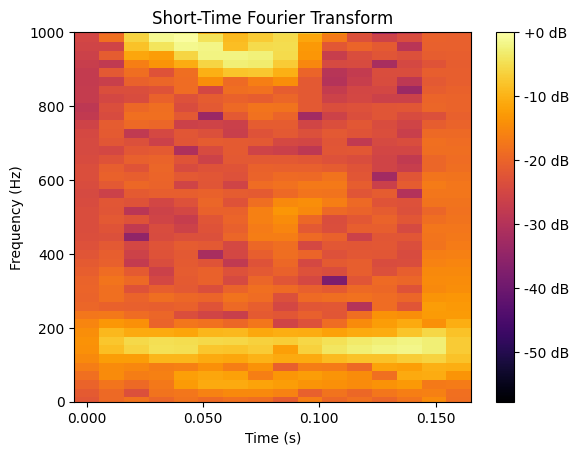 Short-Time Fourier Transform
Frequency (Hz)
1000
800
600
400
200
0
0.000
0.050
0.100
0.150
Time (s)
+0 dB
-10 dB
-20 dB
-30 dB
-40 dB
-50 dB